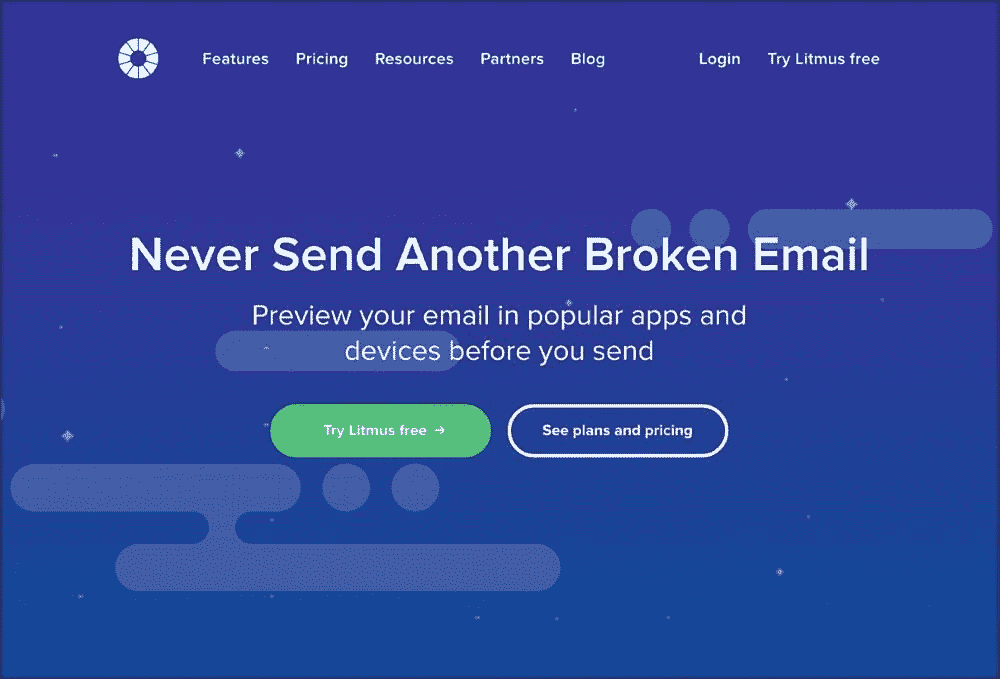 Features Pricing Resources Partners Blog Login Try Litmus free
Never Send Another Broken Email
Preview your email in popular apps and
devices before you send
Try Litmus free → See plans and pricing